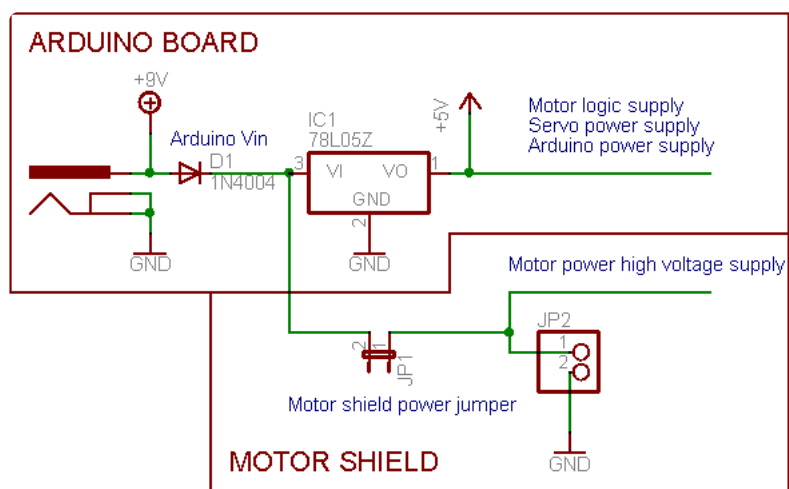 ARDUINO BOARD
+9V
Arduino Vin
D1
1N4004
IC1
78L05Z
3
VI
VO
1
GND
2
+5V
Motor logic supply
Servo power supply
Arduino power supply
GND
GND
Motor power high voltage supply
2
1
JP1
JP2
1
2
Motor shield power jumper
GND
MOTOR SHIELD